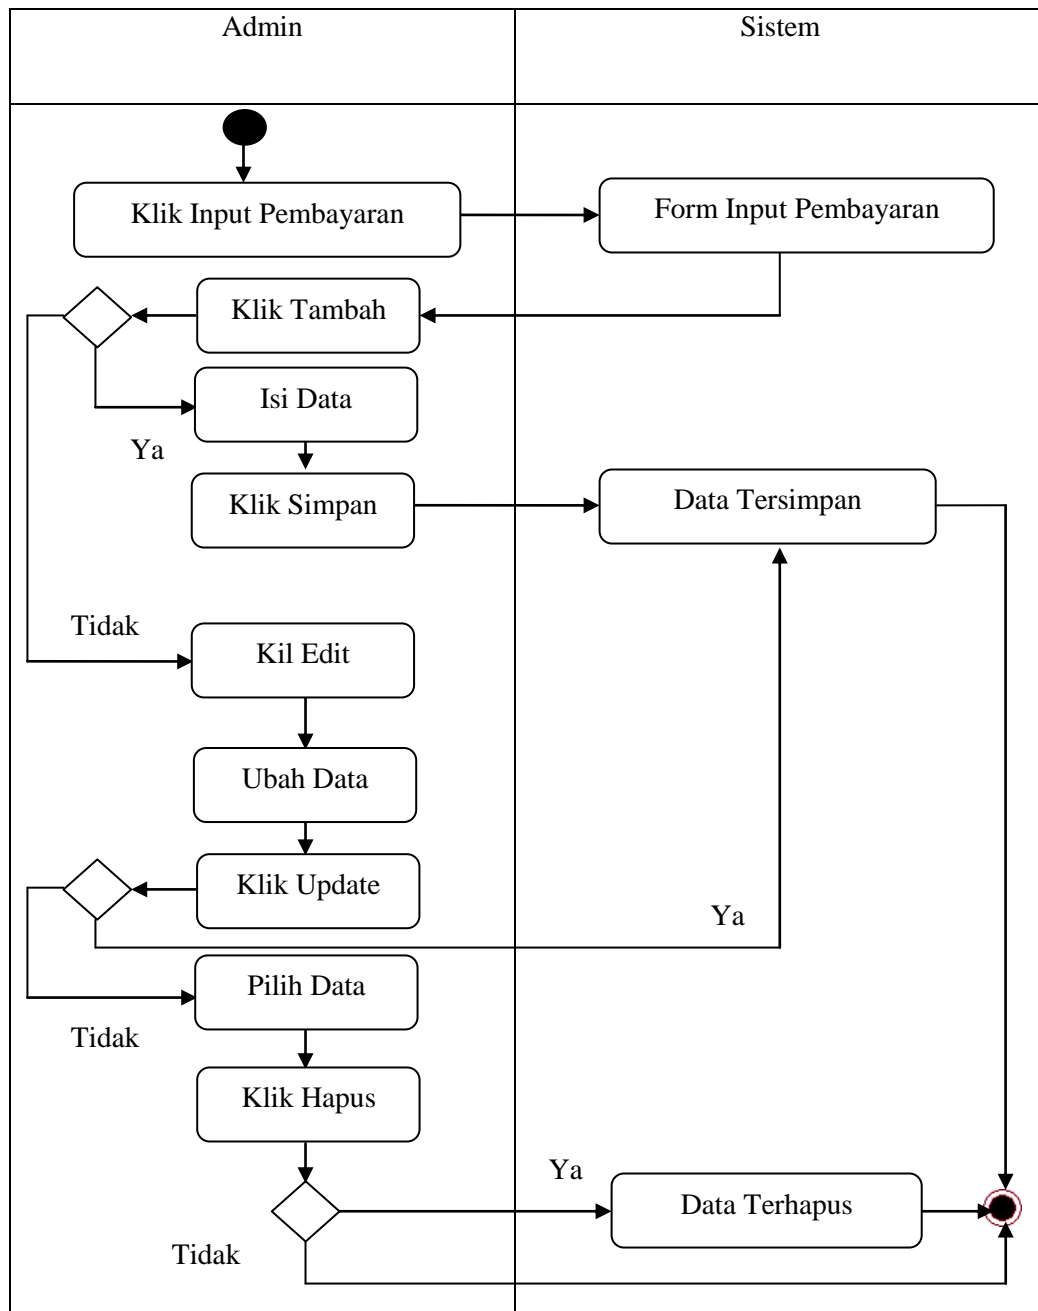 Admin
Sistem
Klik Input Pembayaran
Form Input Pembayaran
Klik Tambah
Isi Data
Ya
Klik Simpan
Data Tersimpan
Tidak
Kil Edit
Ubah Data
Klik Update
Ya
Pilih Data
Tidak
Klik Hapus
Ya
Data Terhapus
Tidak